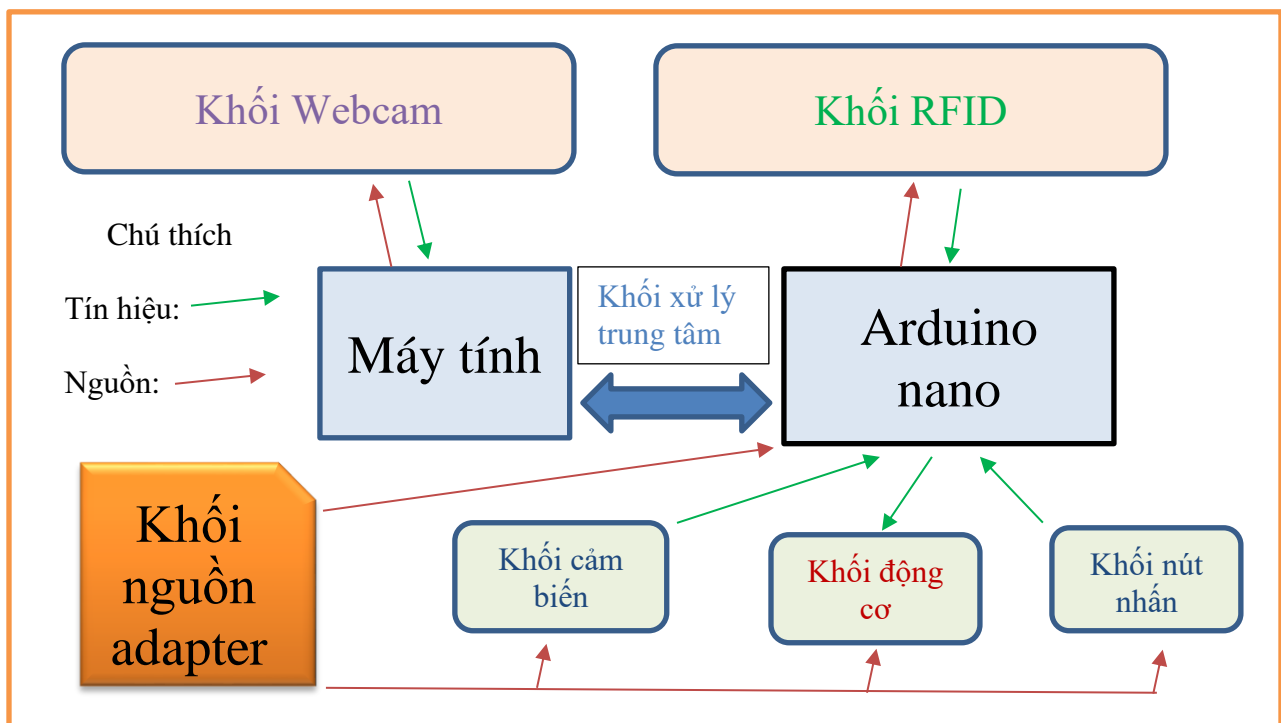 Khối Webcam
Khối RFID
Chú thích
Tín hiệu:
Nguồn:
Máy tính
Khối xử lý
trung tâm
Arduino
nano
Khối
nguồn
adapter
Khối cảm
biến
Khối động
cơ
Khối nút
nhấn